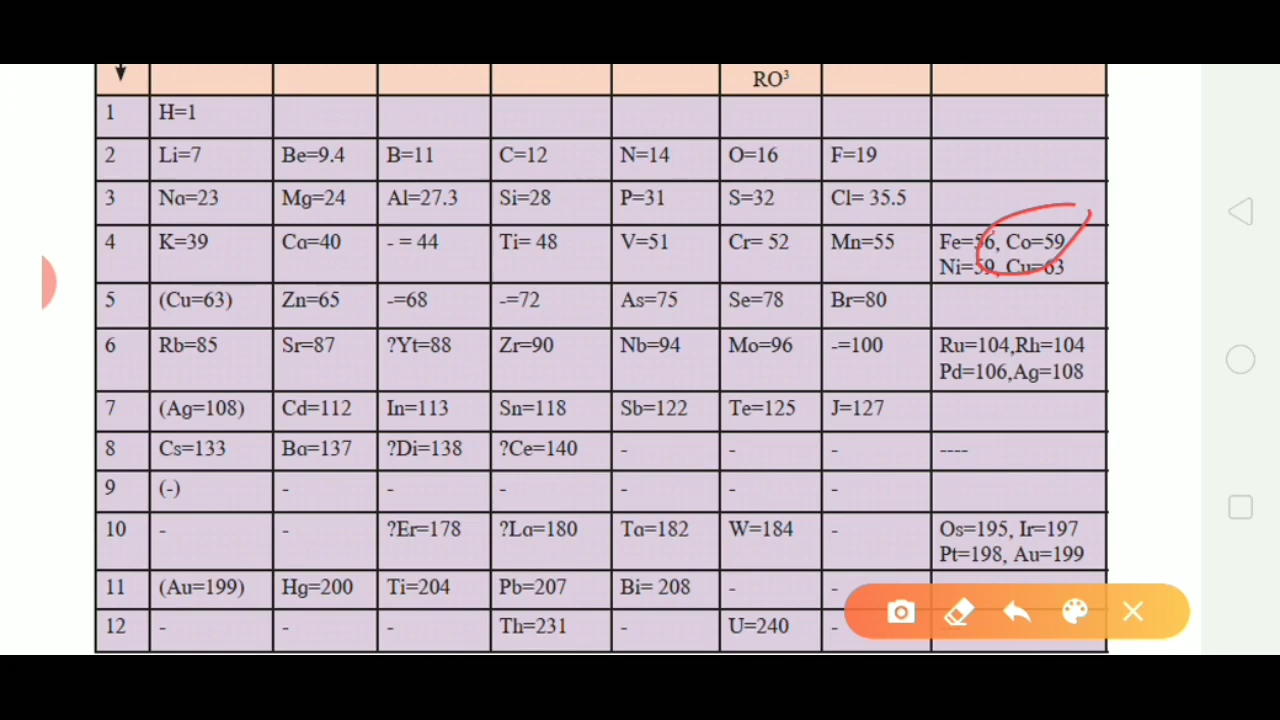 RO³
1 H=1
2 Li=7 Be=9.4 B=11 C=12 N=14 O=16 F=19
3 Na=23 Mg=24 Al=27.3 Si=28 P=31 S=32 Cl= 35.5
4 K=39 Ca=40 - = 44 Ti= 48 V=51 Cr= 52 Mn=55 Fe=56, Co=59
Ni=59, Cu=63
5 (Cu=63) Zn=65 -=68 -=72 As=75 Se=78 Br=80
6 Rb=85 Sr=87 ?Yt=88 Zr=90 Nb=94 Mo=96 -=100 Ru=104,Rh=104
Pd=106,Ag=108
7 (Ag=108) Cd=112 In=113 Sn=118 Sb=122 Te=125 J=127
8 Cs=133 Ba=137 ?Di=138 ?Ce=140 - - - ----
9 (-) - - - - - -
10 - - ?Er=178 ?La=180 Ta=182 W=184 - Os=195, Ir=197
Pt=198, Au=199
11 (Au=199) Hg=200 Ti=204 Pb=207 Bi= 208 - -
12 - - - Th=231 - U=240 -